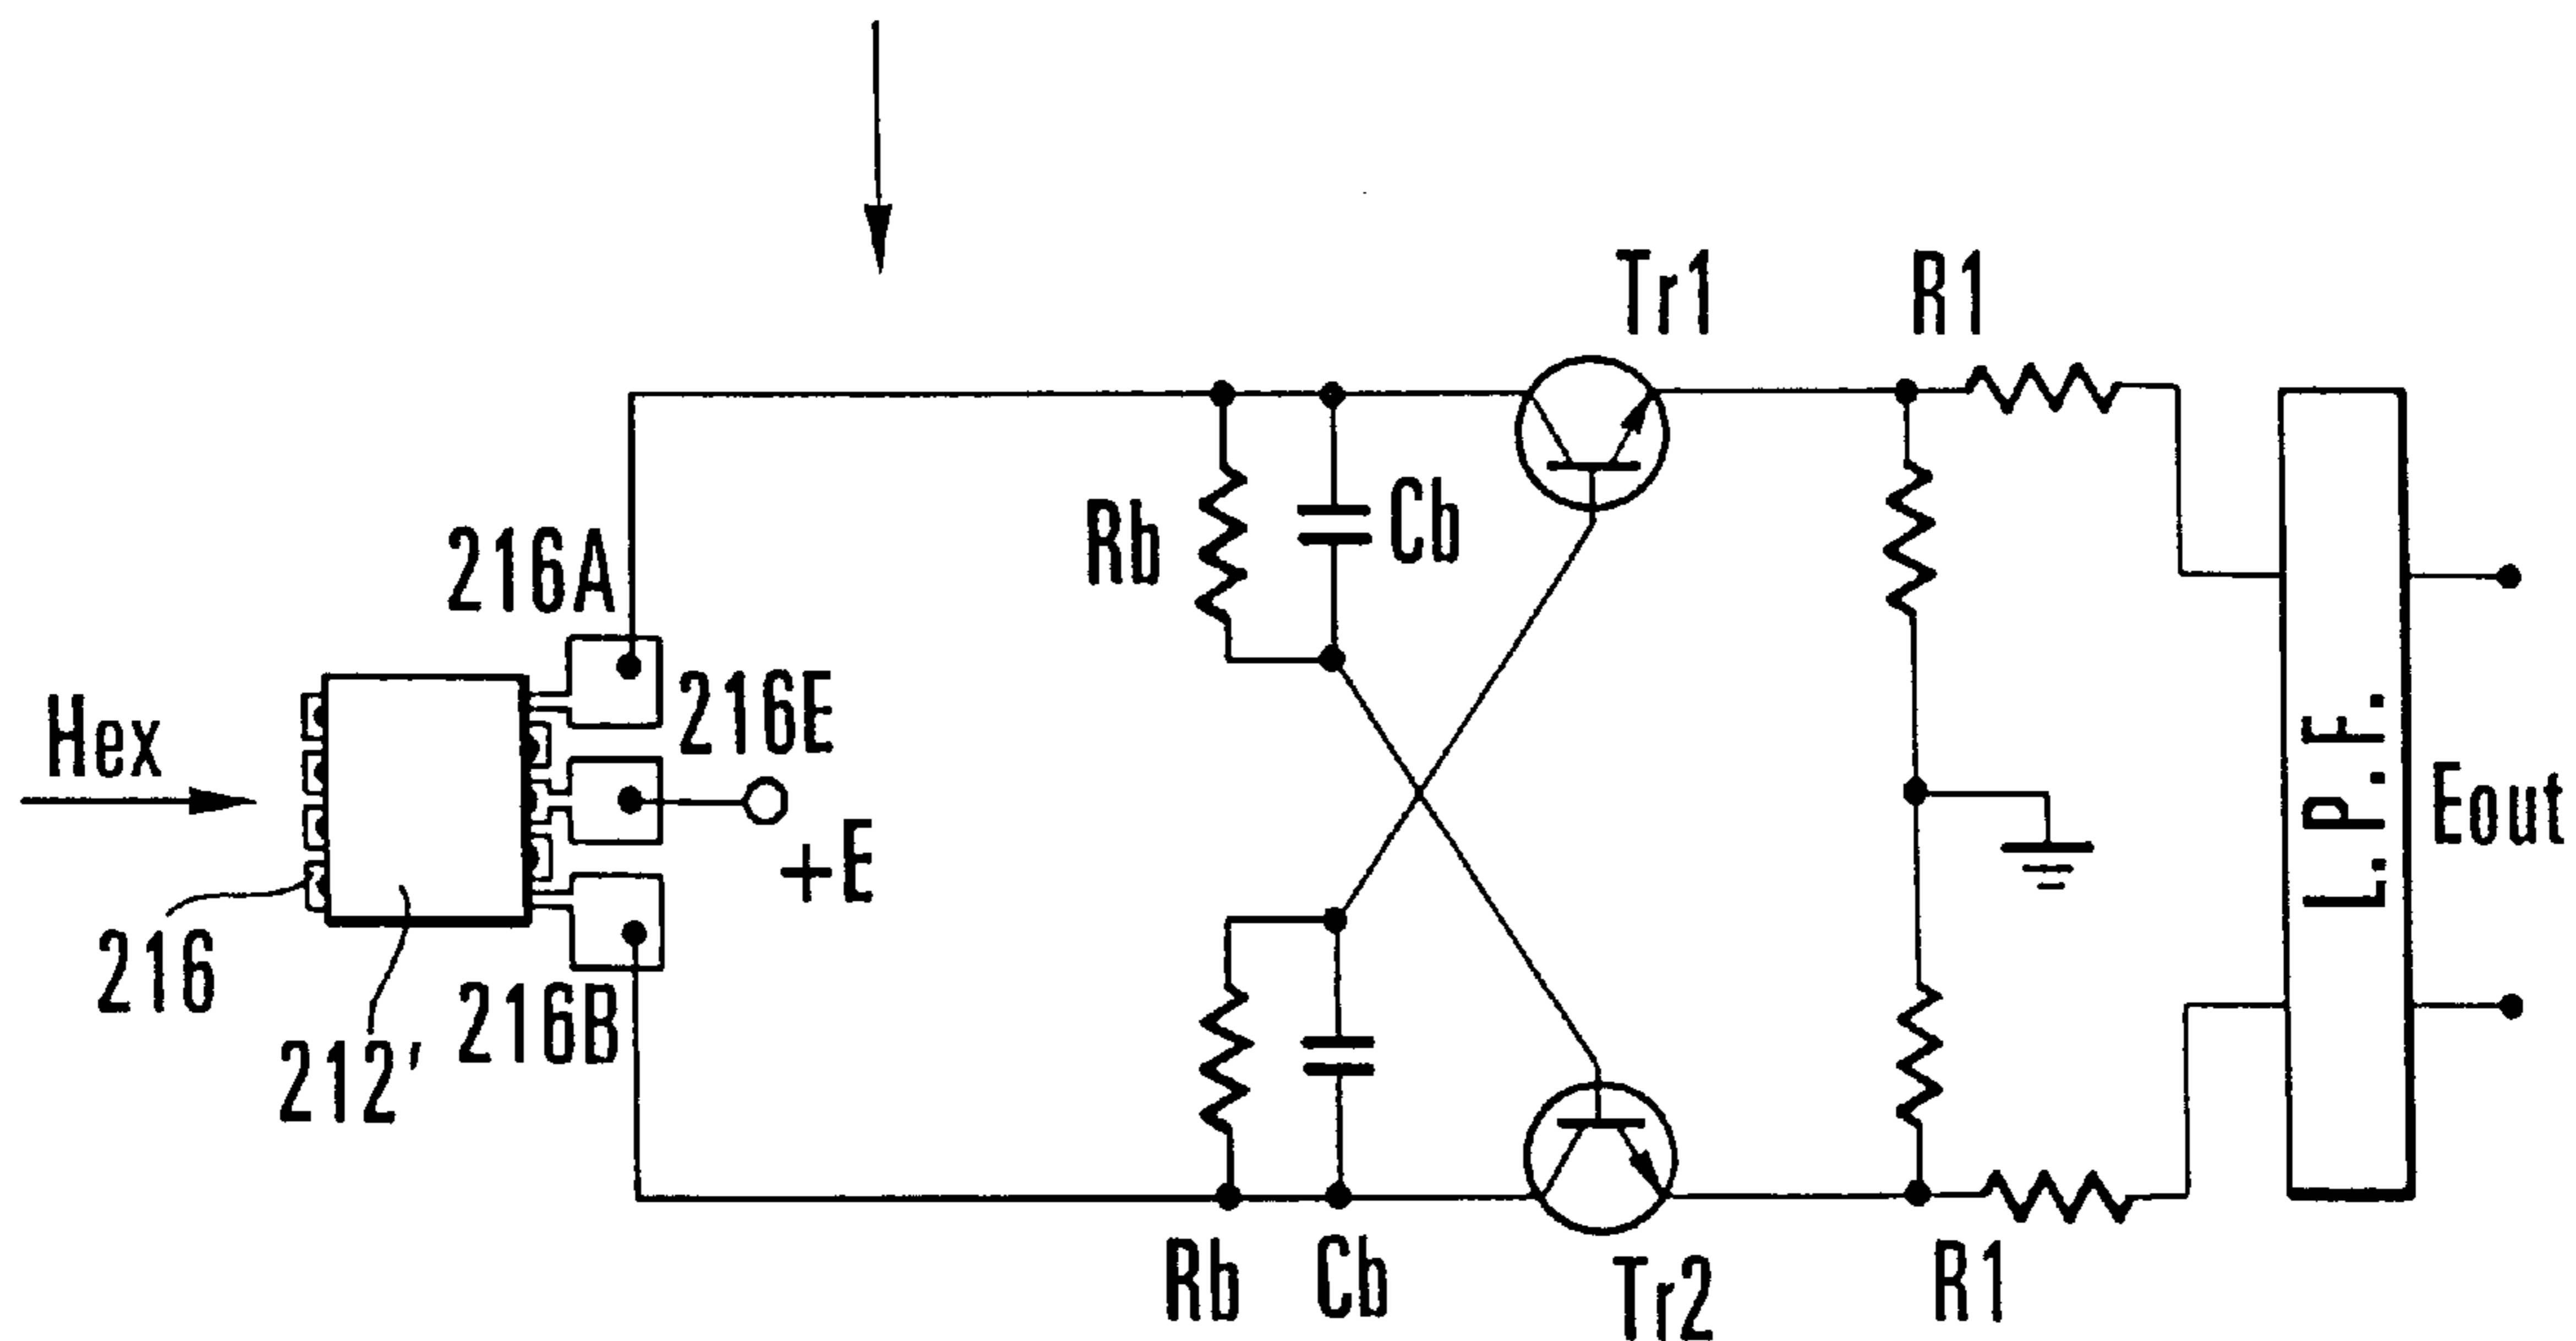 Tr1
R1
Rb
Cb
216A
216E
Hex
+E
L.P.F.
Eout
216
216B
212'
Rb
Cb
Tr2
R1